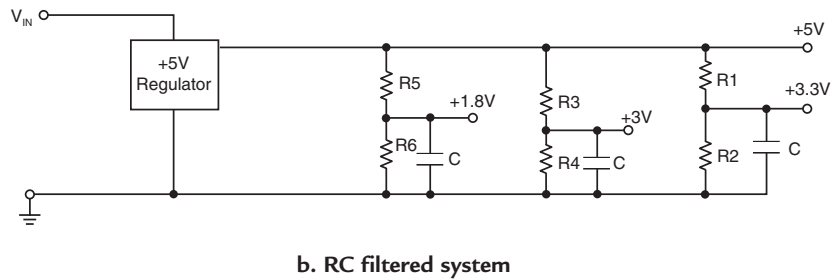 V_IN
+5V
Regulator
+5V
R5
+1.8V
R6
C
R3
+3V
R4
C
R1
+3.3V
R2
C
b. RC filtered system